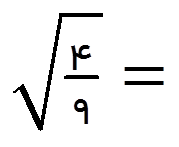 √۴/۹ =